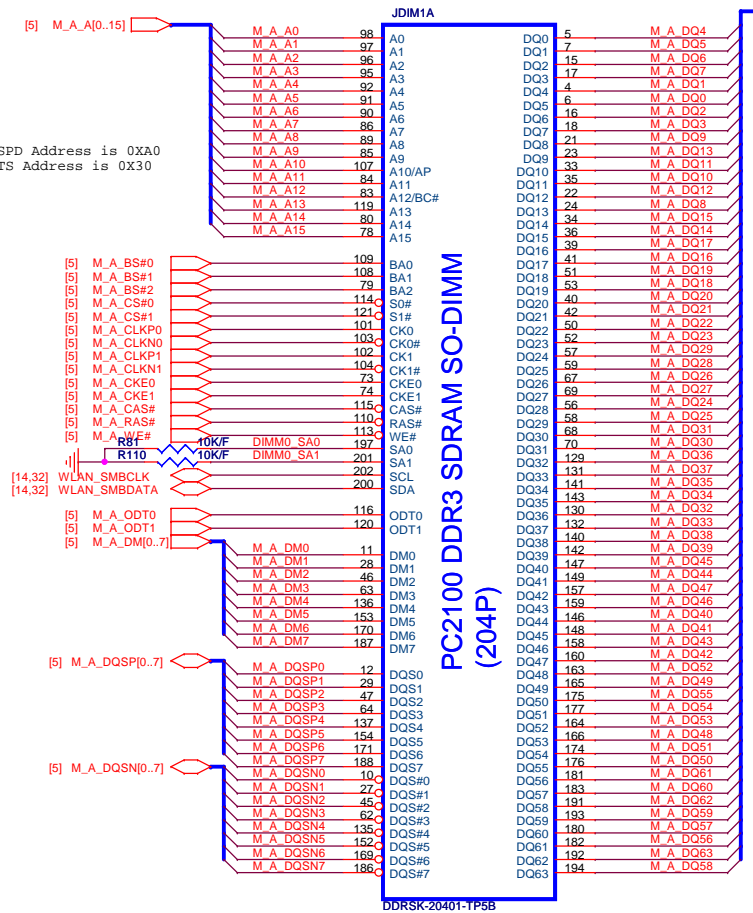 JDIM1A
[5] M_A_A[0..15]
M_A_A0 98 A0
M_A_A1 97 A1
M_A_A2 96 A2
M_A_A3 95 A3
M_A_A4 92 A4
M_A_A5 91 A5
M_A_A6 90 A6
M_A_A7 86 A7
M_A_A8 89 A8
M_A_A9 85 A9
M_A_A10 107 A10/AP
M_A_A11 84 A11
M_A_A12 83 A12/BC#
M_A_A13 119 A13
M_A_A14 80 A14
M_A_A15 78 A15
SPD Address is 0XA0
TS Address is 0X30
[5] M_A_BS#0 109 BA0
[5] M_A_BS#1 108 BA1
[5] M_A_BS#2 79 BA2
[5] M_A_CS#0 114 S0#
[5] M_A_CS#1 121 S1#
[5] M_A_CLKP0 101 CK0
[5] M_A_CLKN0 103 CK0#
[5] M_A_CLKP1 102 CK1
[5] M_A_CLKN1 104 CK1#
[5] M_A_CKE0 73 CKE0
[5] M_A_CKE1 74 CKE1
[5] M_A_CAS# 115 CAS#
[5] M_A_RAS# 110 RAS#
[5] M_A_WE# 113 WE#
R81 10K/F DIMM0_SA0 197 SA0
R110 10K/F DIMM0_SA1 201 SA1
[14,32] WLAN_SMBCLK 202 SCL
[14,32] WLAN_SMBDATA 200 SDA
[5] M_A_ODT0 116 ODT0
[5] M_A_ODT1 120 ODT1
[5] M_A_DM[0..7]
M_A_DM0 11 DM0
M_A_DM1 28 DM1
M_A_DM2 46 DM2
M_A_DM3 63 DM3
M_A_DM4 136 DM4
M_A_DM5 153 DM5
M_A_DM6 170 DM6
M_A_DM7 187 DM7
[5] M_A_DQSP[0..7]
M_A_DQSP0 12 DQS0
M_A_DQSP1 29 DQS1
M_A_DQSP2 47 DQS2
M_A_DQSP3 64 DQS3
M_A_DQSP4 137 DQS4
M_A_DQSP5 154 DQS5
M_A_DQSP6 171 DQS6
M_A_DQSP7 188 DQS7
[5] M_A_DQSN[0..7]
M_A_DQSN0 10 DQS#0
M_A_DQSN1 27 DQS#1
M_A_DQSN2 45 DQS#2
M_A_DQSN3 62 DQS#3
M_A_DQSN4 135 DQS#4
M_A_DQSN5 152 DQS#5
M_A_DQSN6 169 DQS#6
M_A_DQSN7 186 DQS#7
PC2100 DDR3 SDRAM SO-DIMM
(204P)
DQ0 5 M_A_DQ4
DQ1 7 M_A_DQ5
DQ2 15 M_A_DQ6
DQ3 17 M_A_DQ7
DQ4 4 M_A_DQ1
DQ5 6 M_A_DQ0
DQ6 16 M_A_DQ2
DQ7 18 M_A_DQ3
DQ8 21 M_A_DQ9
DQ9 23 M_A_DQ13
DQ10 33 M_A_DQ11
DQ11 35 M_A_DQ10
DQ12 22 M_A_DQ12
DQ13 24 M_A_DQ8
DQ14 34 M_A_DQ15
DQ15 36 M_A_DQ14
DQ16 39 M_A_DQ17
DQ17 41 M_A_DQ16
DQ18 51 M_A_DQ19
DQ19 53 M_A_DQ18
DQ20 40 M_A_DQ20
DQ21 42 M_A_DQ21
DQ22 50 M_A_DQ22
DQ23 52 M_A_DQ23
DQ24 57 M_A_DQ29
DQ25 59 M_A_DQ28
DQ26 67 M_A_DQ26
DQ27 69 M_A_DQ27
DQ28 56 M_A_DQ24
DQ29 58 M_A_DQ25
DQ30 68 M_A_DQ31
DQ31 70 M_A_DQ30
DQ32 129 M_A_DQ36
DQ33 131 M_A_DQ37
DQ34 141 M_A_DQ35
DQ35 143 M_A_DQ34
DQ36 130 M_A_DQ32
DQ37 132 M_A_DQ33
DQ38 140 M_A_DQ38
DQ39 142 M_A_DQ39
DQ40 147 M_A_DQ45
DQ41 149 M_A_DQ44
DQ42 157 M_A_DQ47
DQ43 159 M_A_DQ46
DQ44 146 M_A_DQ40
DQ45 148 M_A_DQ41
DQ46 158 M_A_DQ43
DQ47 160 M_A_DQ42
DQ48 163 M_A_DQ52
DQ49 165 M_A_DQ49
DQ50 175 M_A_DQ55
DQ51 177 M_A_DQ54
DQ52 164 M_A_DQ53
DQ53 166 M_A_DQ48
DQ54 174 M_A_DQ51
DQ55 176 M_A_DQ50
DQ56 181 M_A_DQ61
DQ57 183 M_A_DQ60
DQ58 191 M_A_DQ62
DQ59 193 M_A_DQ59
DQ60 180 M_A_DQ57
DQ61 182 M_A_DQ56
DQ62 192 M_A_DQ63
DQ63 194 M_A_DQ58
DDRSK-20401-TP5B